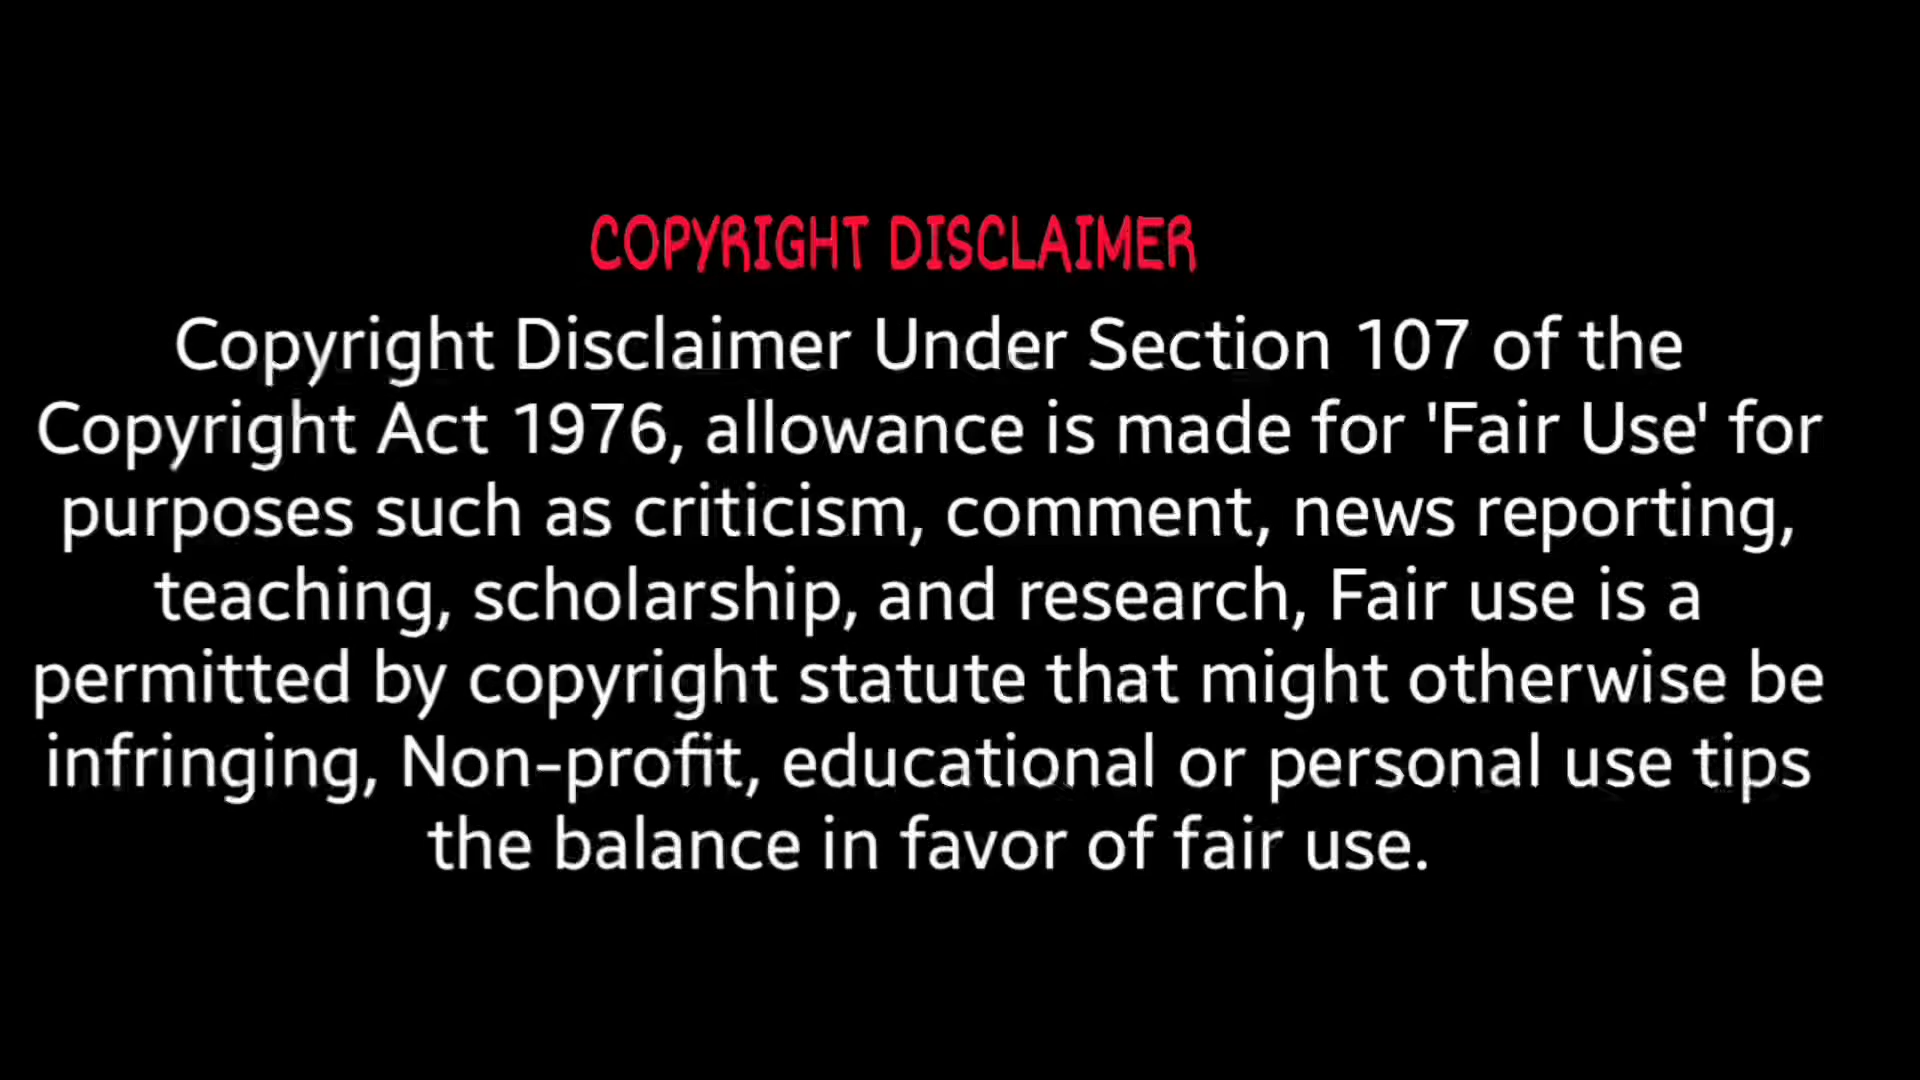 COPYRIGHT DISCLAIMER
Copyright Disclaimer Under Section 107 of the
Copyright Act 1976, allowance is made for 'Fair Use' for
purposes such as criticism, comment, news reporting,
teaching, scholarship, and research, Fair use is a
permitted by copyright statute that might otherwise be
infringing, Non-profit, educational or personal use tips
the balance in favor of fair use.